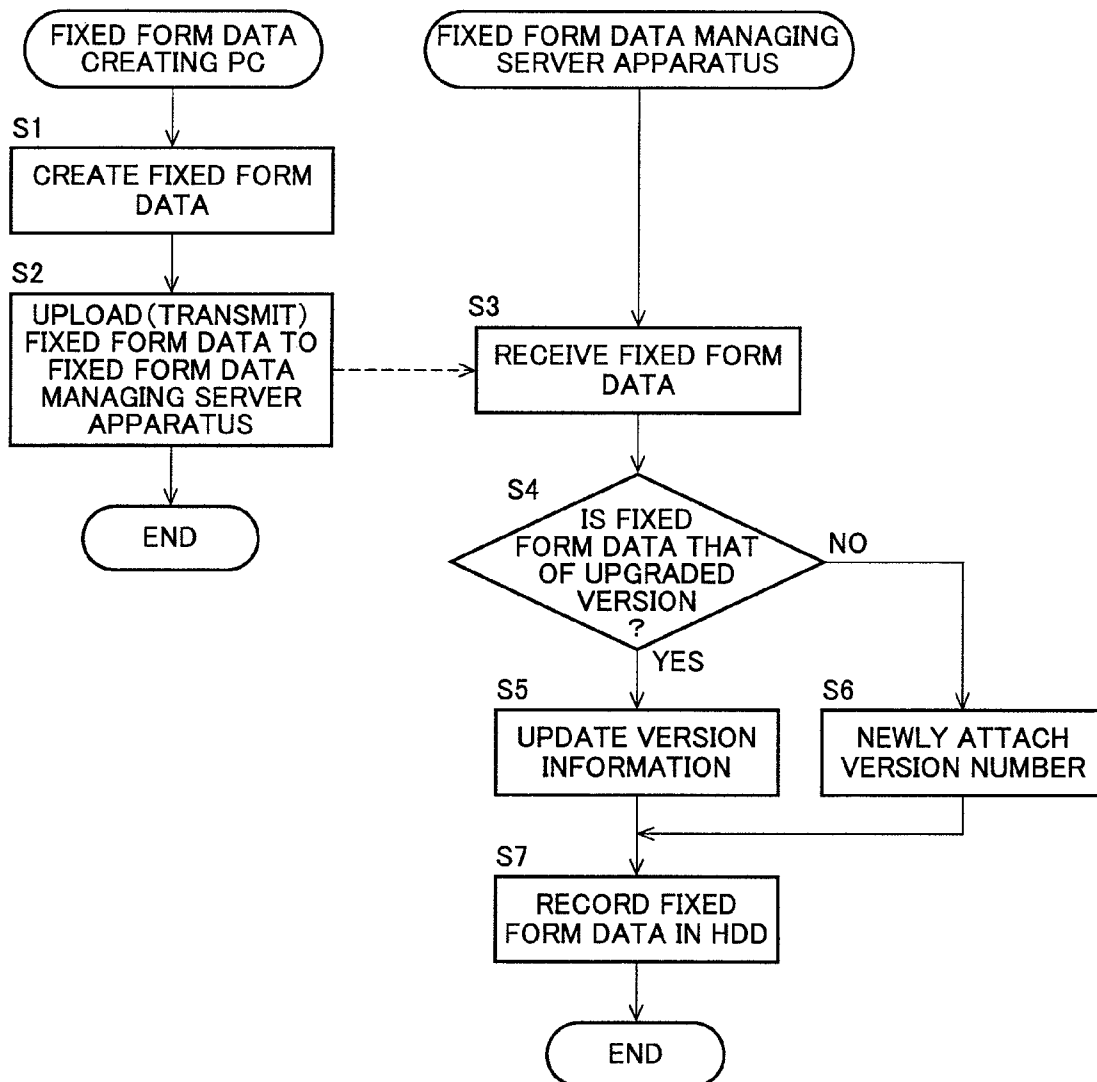 FIXED FORM DATA
CREATING PC
S1
CREATE FIXED FORM
DATA
S2
UPLOAD(TRANSMIT)
FIXED FORM DATA TO
FIXED FORM DATA
MANAGING SERVER
APPARATUS
END
FIXED FORM DATA MANAGING
SERVER APPARATUS
S3
RECEIVE FIXED FORM
DATA
S4
IS FIXED
FORM DATA THAT
OF UPGRADED
VERSION
?
NO
YES
S5
UPDATE VERSION
INFORMATION
S6
NEWLY ATTACH
VERSION NUMBER
S7
RECORD FIXED
FORM DATA IN HDD
END